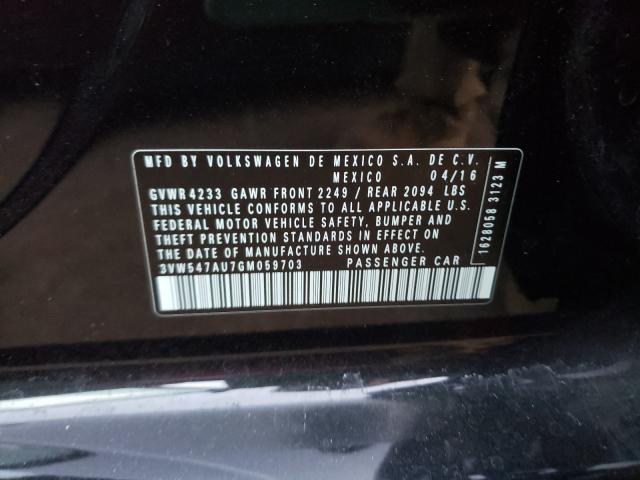 MFD BY VOLKSWAGEN DE MEXICO S.A. DE C.V.
MEXICO 04/16
GVWR 4233 GAWR FRONT 2249 / REAR 2094 LBS
THIS VEHICLE CONFORMS TO ALL APPLICABLE U.S.
FEDERAL MOTOR VEHICLE SAFETY, BUMPER AND
THEFT PREVENTION STANDARDS IN EFFECT ON
THE DATE OF MANUFACTURE SHOWN ABOVE.
3VW547AU7GM059703 PASSENGER CAR
1628058 3123 M